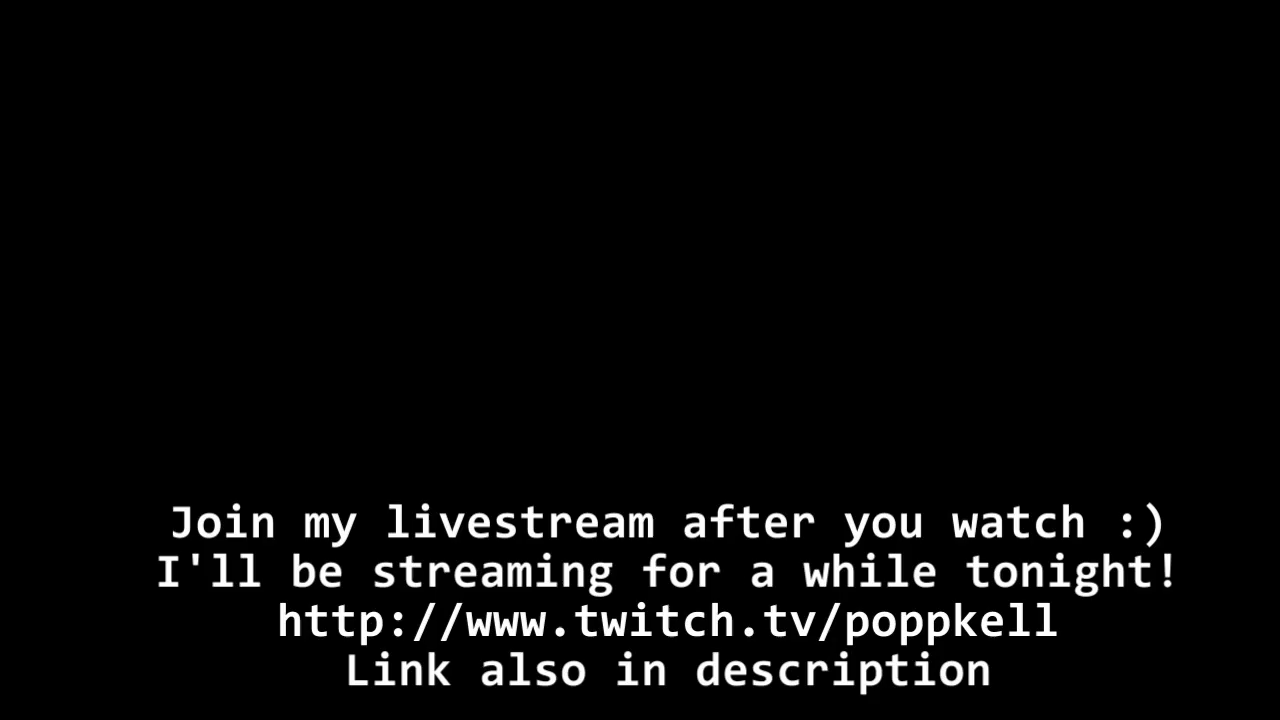 Join my livestream after you watch :)
I'll be streaming for a while tonight!
http://www.twitch.tv/poppkell
Link also in description